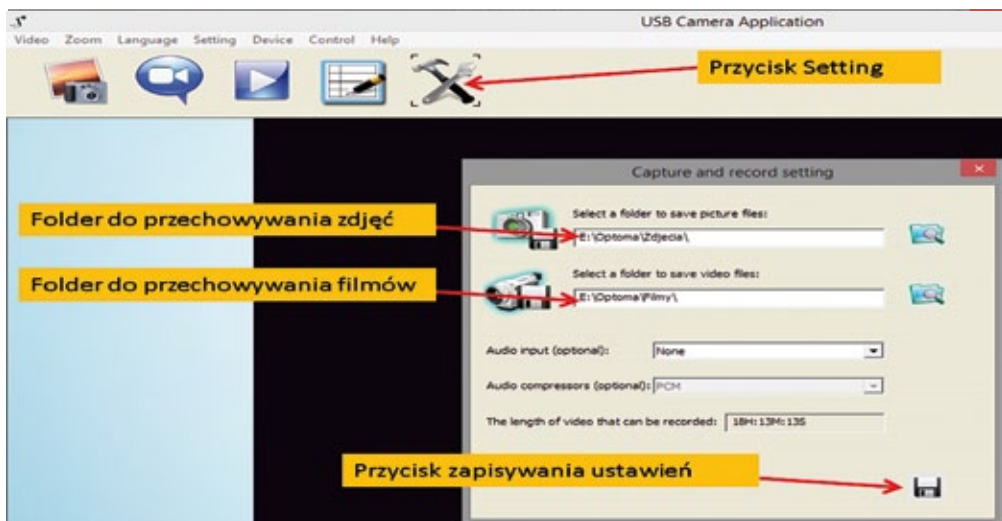 USB Camera Application
Video Zoom Language Setting Device Control Help
Przycisk Setting
Capture and record setting
Folder do przechowywania zdjęć
Select a folder to save picture files:
E:\Optoma\Zdjecia\
Folder do przechowywania filmów
Select a folder to save video files:
E:\Optoma\Filmy\
Audio input (optional): None
Audio compressors (optional): PCM
The length of video that can be recorded: 18H:13M:13S
Przycisk zapisywania ustawień